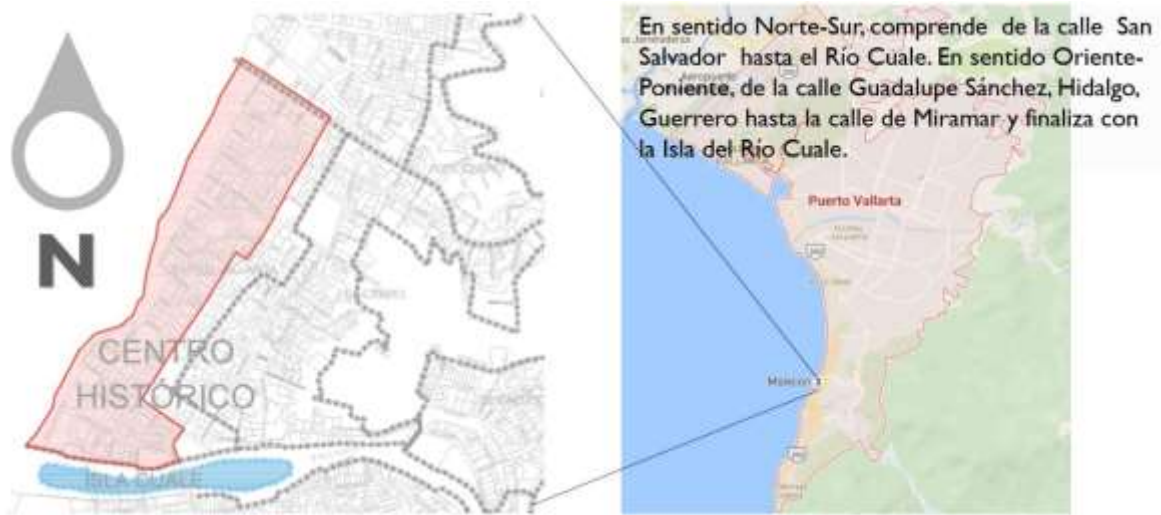 N
CENTRO
HISTÓRICO
ISLA CUALE
En sentido Norte-Sur, comprende de la calle San
Salvador hasta el Río Cuale. En sentido Oriente-
Poniente, de la calle Guadalupe Sánchez, Hidalgo,
Guerrero hasta la calle de Miramar y finaliza con
la Isla del Río Cuale.
Aeropuerto
Puerto Vallarta
Malecón